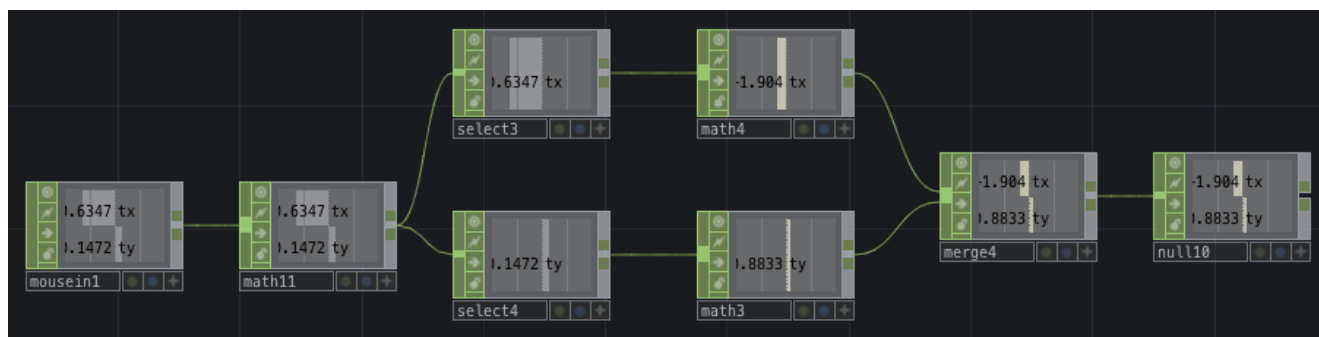 ).6347 tx
select3
-1.904 tx
math4
).6347 tx
).1472 ty
mousein1
).6347 tx
).1472 ty
math11
).1472 ty
select4
).8833 ty
math3
-1.904 tx
).8833 ty
merge4
-1.904 tx
).8833 ty
null10